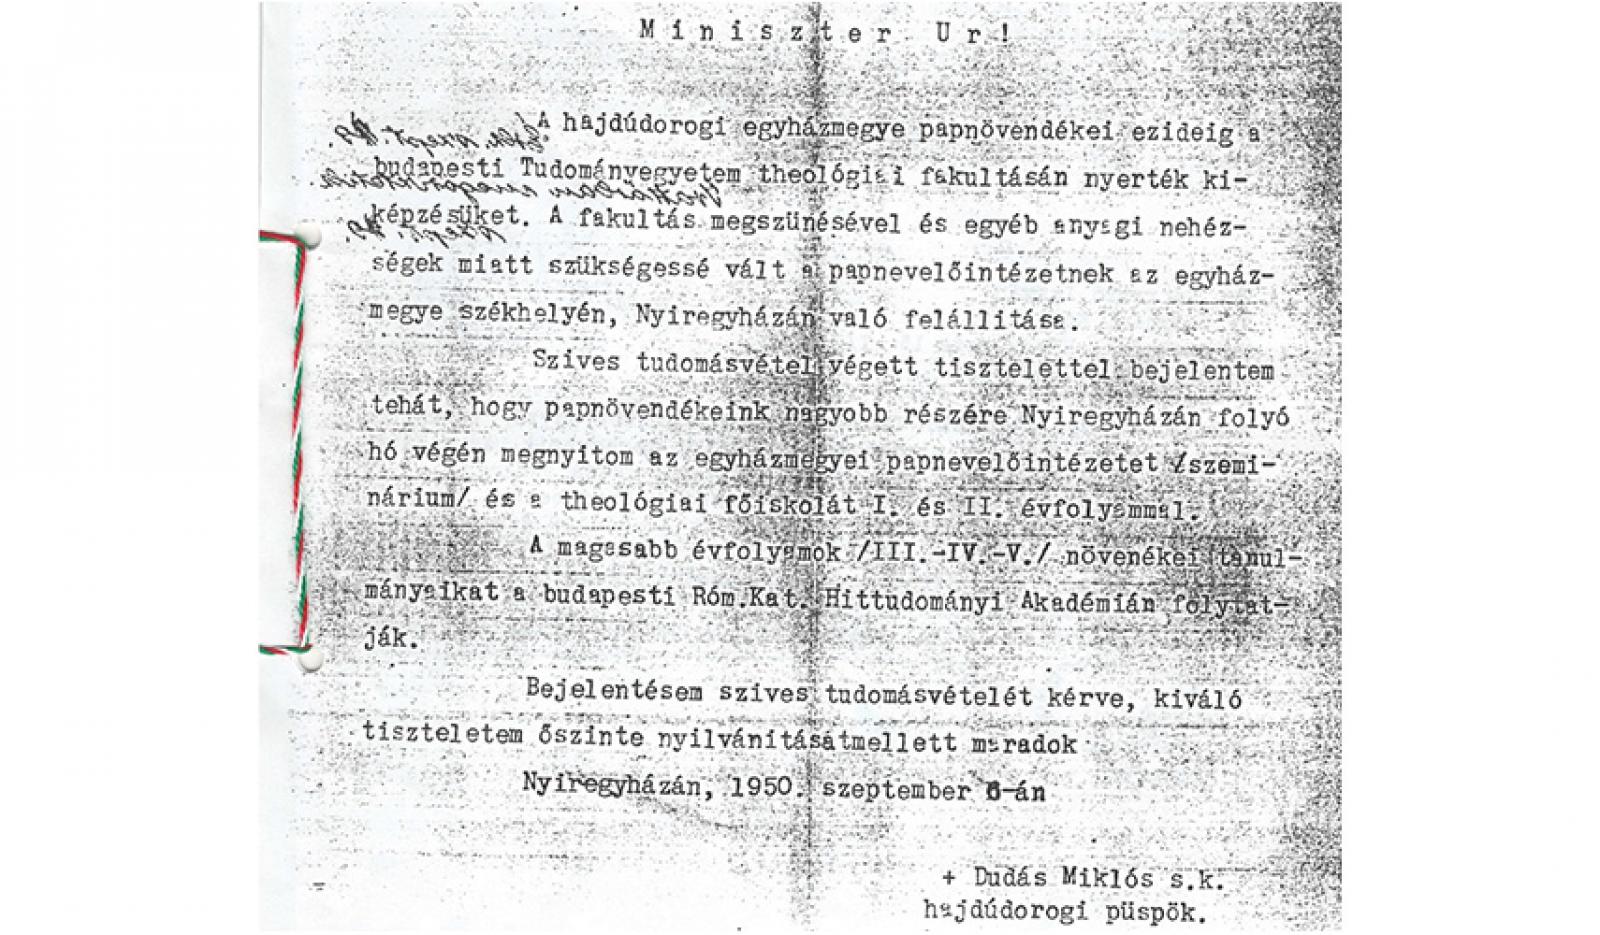 Miniszter Ur!
A hajdúdorogi egyházmegye papnövendékei ezideig a
budapesti Tudományegyetem theológiai fakultásán nyerték ki-
képzésüket. A fakultás megszünésével és egyéb anyagi nehéz-
ségek miatt szükségessé vált a papnevelőintézetnek az egyház-
megye székhelyén, Nyiregyházán való felállitása.
Szives tudomásvétel végett tisztelettel bejelentem
tehát, hogy papnövendékeink nagyobb részére Nyiregyházán folyó
hó végén megnyitom az egyházmegyei papnevelőintézetet /szemi-
nárium/ és a theológiai főiskolát I. és II. évfolyammal.
A magasabb évfolyamok /III.-IV.-V./ növenékei tanul-
mányaikat a budapesti Róm.Kat. Hittudományi Akadémián folytat-
ják.
Bejelentésem szives tudomásvételét kérve, kiváló
tiszteletem őszinte nyilvánitásátmellett maradok
Nyiregyházán, 1950. szeptember 6-án
+ Dudás Miklós s.k.
hajdúdorogi püspök.